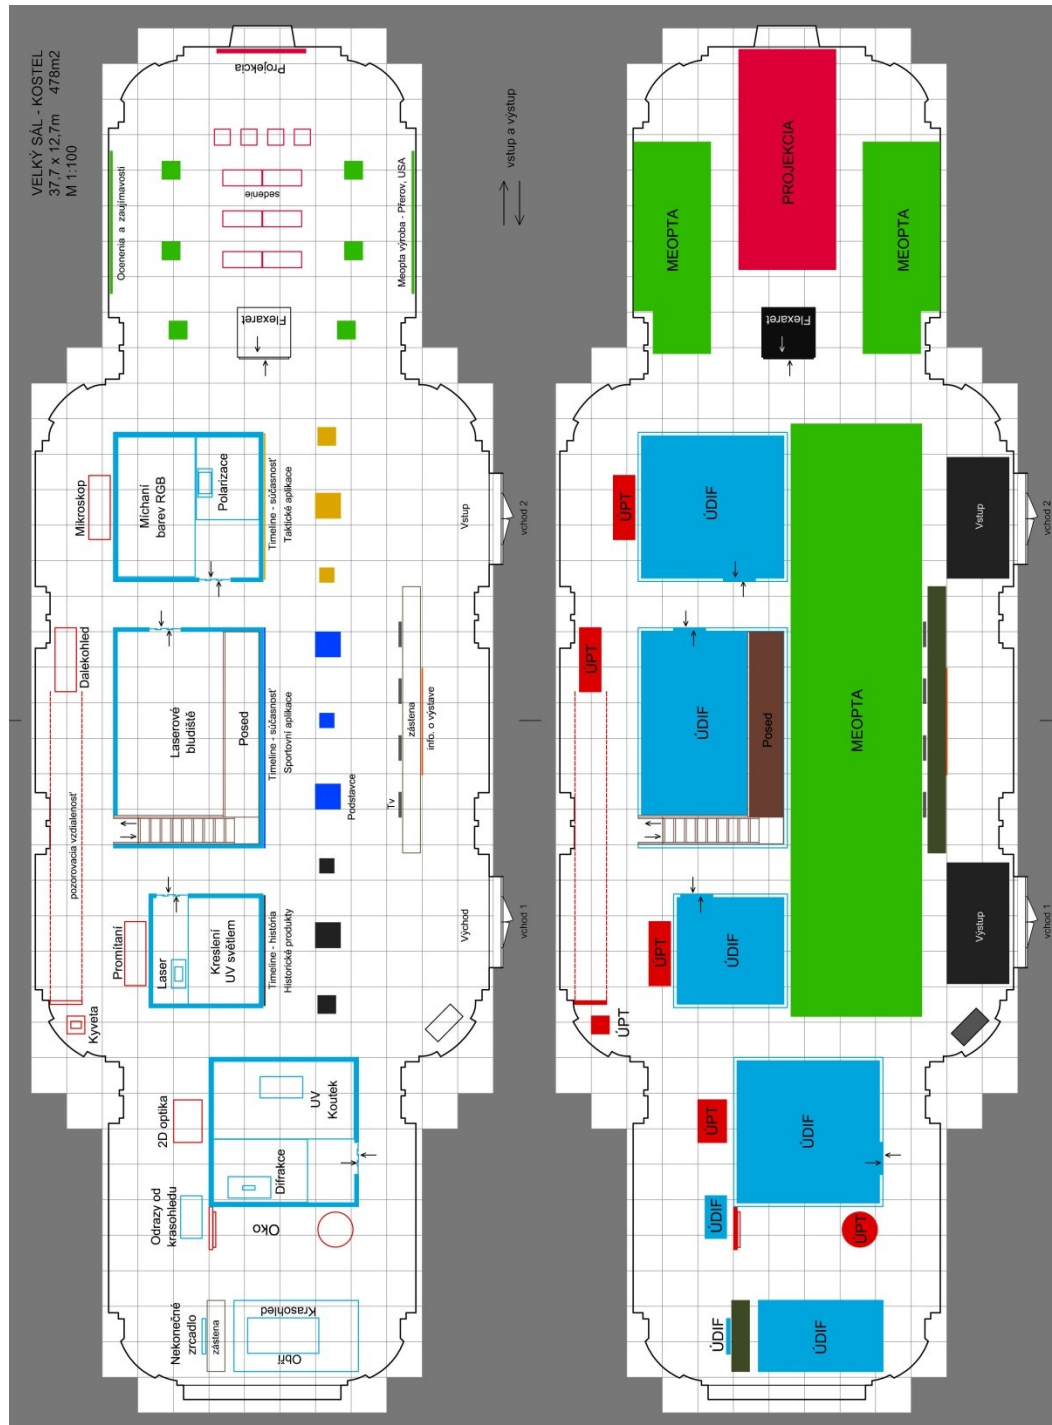 VELKÝ SÁL - KOSTEL
37,7 x 12,7m 478m2
M 1:100
Projekcia
Ocenenia a zaujímavosti
sedenie
Meopta výroba - Přerov, USA
Flexaret
vstup a výstup
Mikroskop
Míchaní
barev RGB
Polarizace
Timeline - súčasnosť
Taktické aplikace
Vstup
vchod 2
Dalekohled
pozorovacia vzdialenosť
Laserové
bludiště
Posed
Timeline - súčasnosť
Sportovní aplikace
Podstavce
Tv
zástena
info. o výstave
Promítaní
Laser
Kreslení
UV světlem
Timeline - história
Historické produkty
Východ
vchod 1
Kyveta
2D optika
UV
Koutek
Difrakce
Odrazy od
krasohledu
Oko
Nekonečné
zrcadlo
zástena
Krasohled
Obří
PROJEKCIA
MEOPTA
MEOPTA
Flexaret
ÚPT
ÚDIF
Vstup
vchod 2
ÚPT
ÚDIF
Posed
MEOPTA
ÚPT
ÚDIF
Výstup
vchod 1
ÚPT
ÚPT
ÚDIF
ÚDIF
ÚPT
ÚDIF
ÚDIF